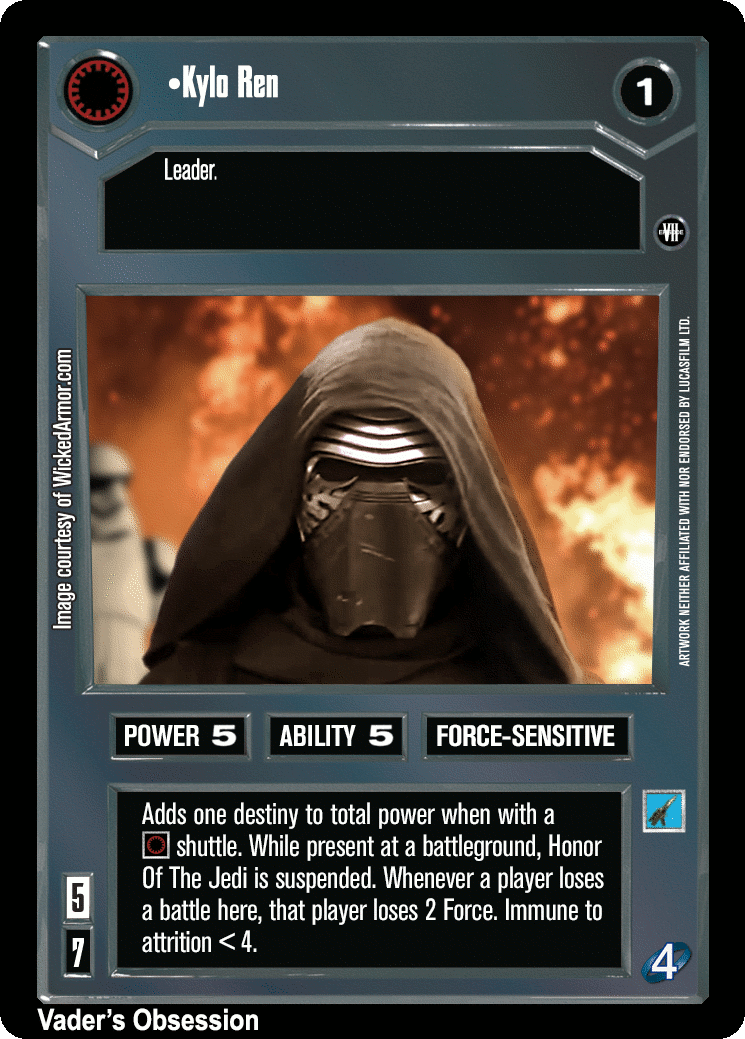 •Kylo Ren
1
Leader.
EPISODE
VII
Image courtesy of WickedArmor.com
ARTWORK NEITHER AFFILIATED WITH NOR ENDORSED BY LUCASFILM LTD.
POWER 5
ABILITY 5
FORCE-SENSITIVE
Adds one destiny to total power when with a
shuttle. While present at a battleground, Honor
Of The Jedi is suspended. Whenever a player loses
a battle here, that player loses 2 Force. Immune to
attrition < 4.
5
7
4
Vader's Obsession